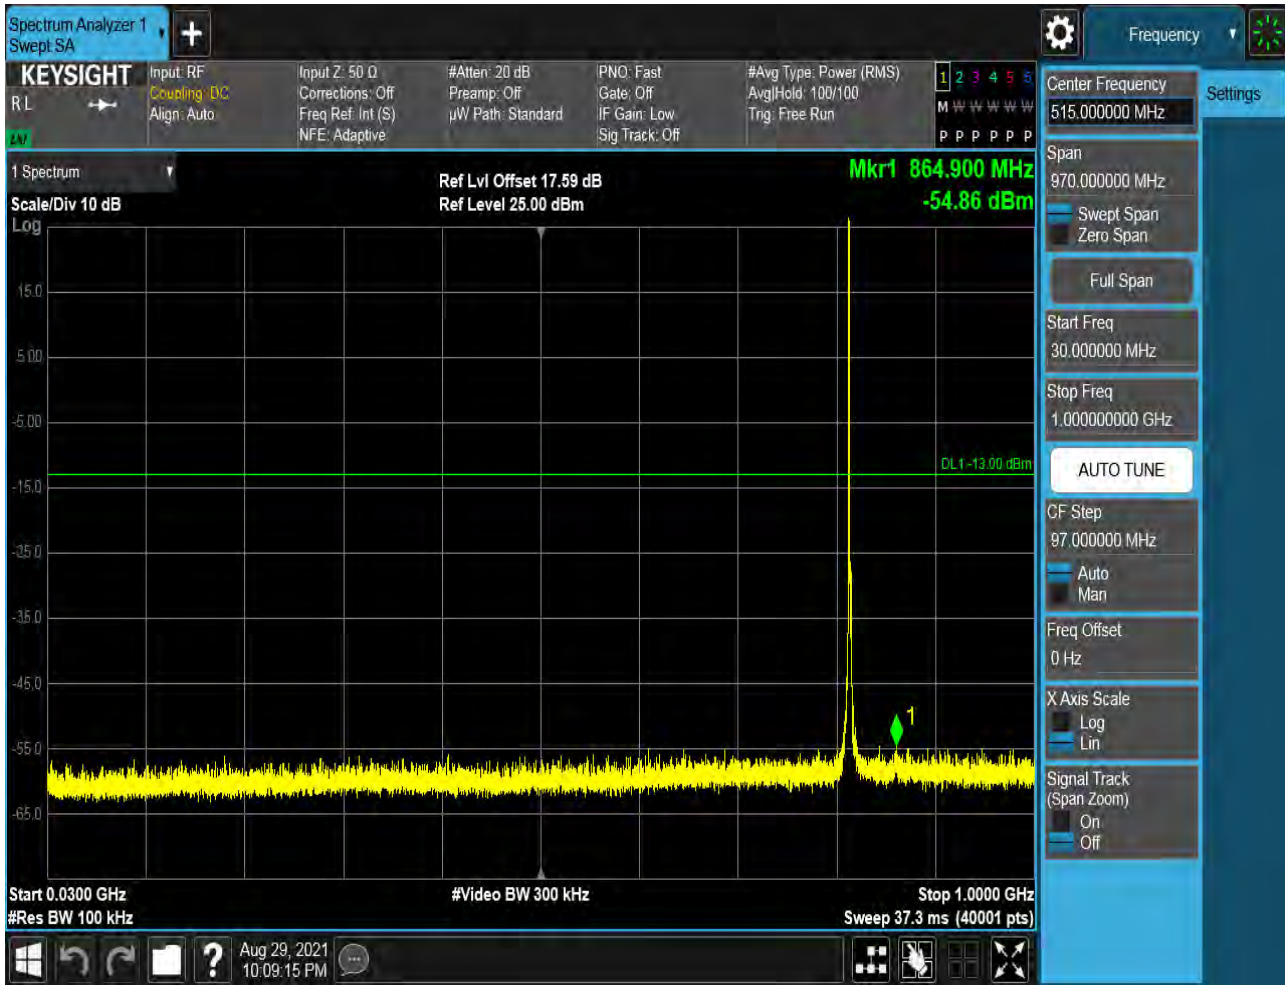 Spectrum Analyzer 1
Swept SA
Frequency
KEYSIGHT
R L
Input: RF
Coupling: DC
Align: Auto
Input Z: 50 Ω
Corrections: Off
Freq Ref: Int (S)
NFE: Adaptive
#Atten: 20 dB
Preamp: Off
µW Path: Standard
PNO: Fast
Gate: Off
IF Gain: Low
Sig Track: Off
#Avg Type: Power (RMS)
Avg|Hold: 100/100
Trig: Free Run
1 2 3 4 5 6
M W W W W W
P P P P P P
1 Spectrum
Scale/Div 10 dB
Log
Ref Lvl Offset 17.59 dB
Ref Level 25.00 dBm
Mkr1 864.900 MHz
-54.86 dBm
15.0
5.00
-5.00
DL1 -13.00 dBm
-15.0
-25.0
-35.0
-45.0
1
-55.0
-65.0
Start 0.0300 GHz
#Res BW 100 kHz
#Video BW 300 kHz
Stop 1.0000 GHz
Sweep 37.3 ms (40001 pts)
Aug 29, 2021
10:09:15 PM
Center Frequency
515.000000 MHz
Settings
Span
970.000000 MHz
Swept Span
Zero Span
Full Span
Start Freq
30.000000 MHz
Stop Freq
1.000000000 GHz
AUTO TUNE
CF Step
97.000000 MHz
Auto
Man
Freq Offset
0 Hz
X Axis Scale
Log
Lin
Signal Track
(Span Zoom)
On
Off